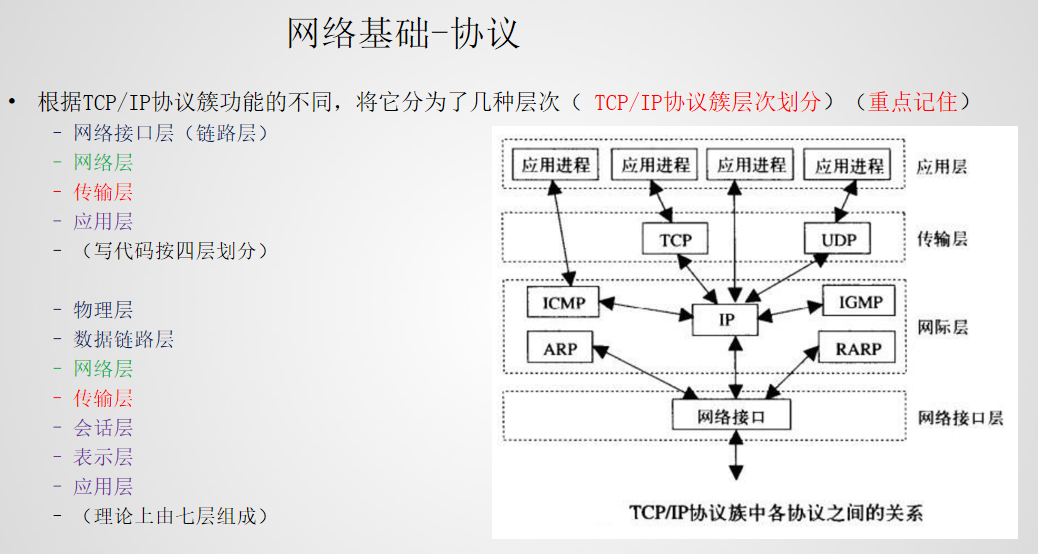 网络基础-协议
• 根据TCP/IP协议簇功能的不同，将它分为了几种层次（ TCP/IP协议簇层次划分）（重点记住）
- 网络接口层（链路层）
- 网络层
- 传输层
- 应用层
- （写代码按四层划分）
- 物理层
- 数据链路层
- 网络层
- 传输层
- 会话层
- 表示层
- 应用层
- （理论上由七层组成）
应用进程 应用进程 应用进程 应用进程 应用层
TCP UDP 传输层
ICMP IP IGMP 网际层
ARP RARP
网络接口 网络接口层
TCP/IP协议族中各协议之间的关系